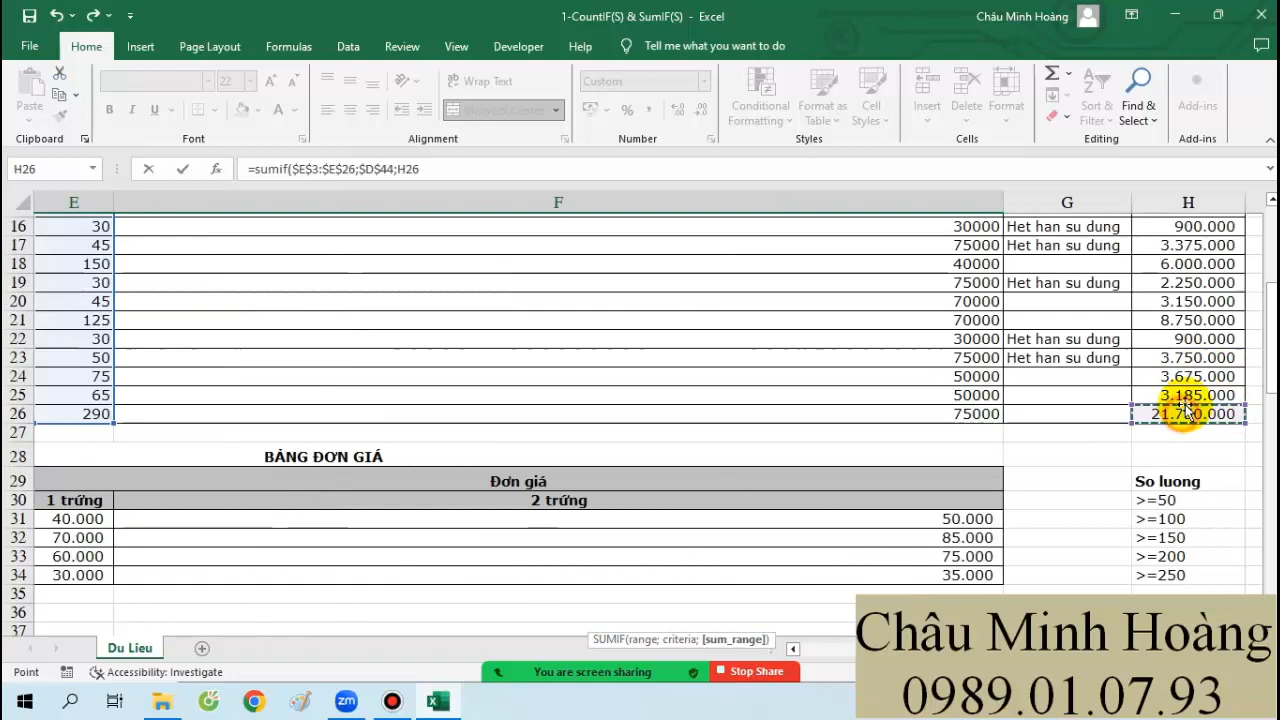 1-CountIF(S) & SumIF(S) - Excel
Châu Minh Hoàng
File Home Insert Page Layout Formulas Data Review View Developer Help Tell me what you want to do
22 Wrap Text Custom
Paste Conditional Formatting Format as Table Cell Styles Insert Delete Format Sort Filter Find & Select Add-ins
Clipboard Font Alignment Number Styles Cells Editing Add-ins
H26 =sumif($E$3:$E$26;$D$44;H26
E F G H
16 30 30000 Het han su dung 900.000
17 45 75000 Het han su dung 3.375.000
18 150 40000 6.000.000
19 30 75000 Het han su dung 2.250.000
20 45 70000 3.150.000
21 125 70000 8.750.000
22 30 30000 Het han su dung 900.000
23 50 75000 Het han su dung 3.750.000
24 75 50000 3.675.000
25 65 50000 3.185.000
26 290 75000
27
28 BẢNG ĐƠN GIÁ
29 Đơn giá So luong
30 1 trứng 2 trứng >=50
31 40.000 50.000 >=100
32 70.000 85.000 >=150
33 60.000 75.000 >=200
34 30.000 35.000 >=250
35
36
37
Châu Minh Hoàng
0989.01.07.93
SUMIF(range; criteria; [sum_range])
Du Lieu
Point Accessibility: Investigate You are screen sharing Stop Share